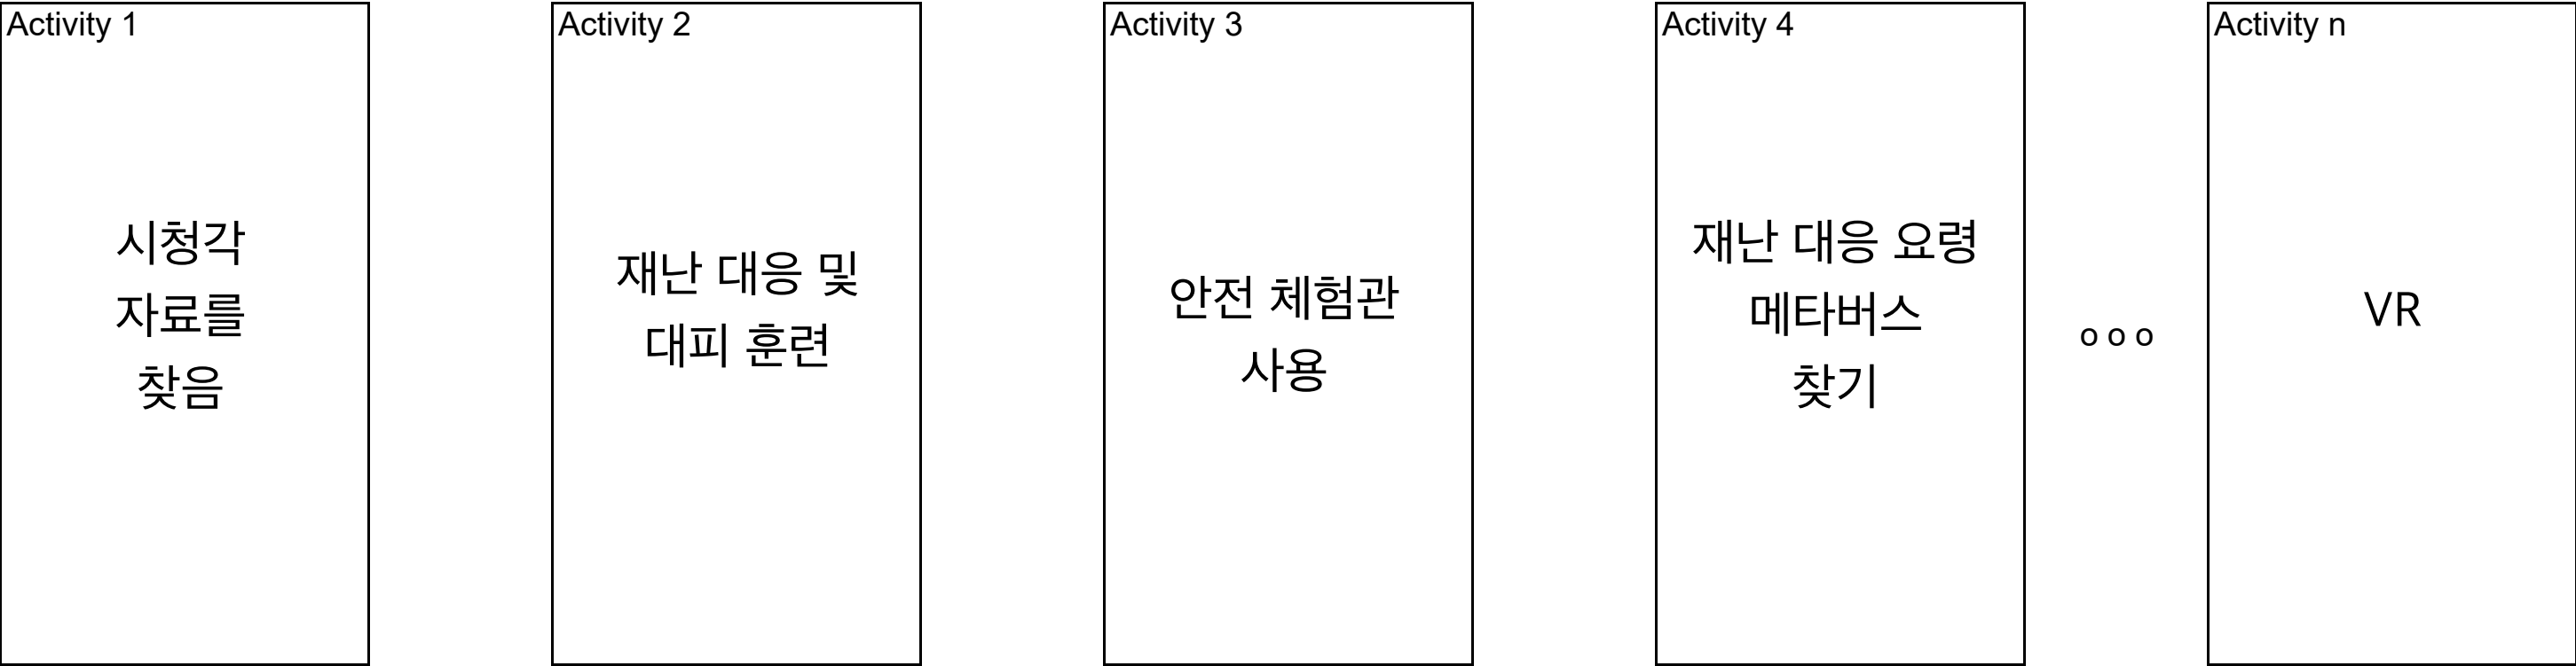 Activity 1
시청각
자료를
찾음
Activity 2
재난 대응 및
대피 훈련
Activity 3
안전 체험관
사용
Activity 4
재난 대응 요령
메타버스
찾기
o o o
Activity n
VR